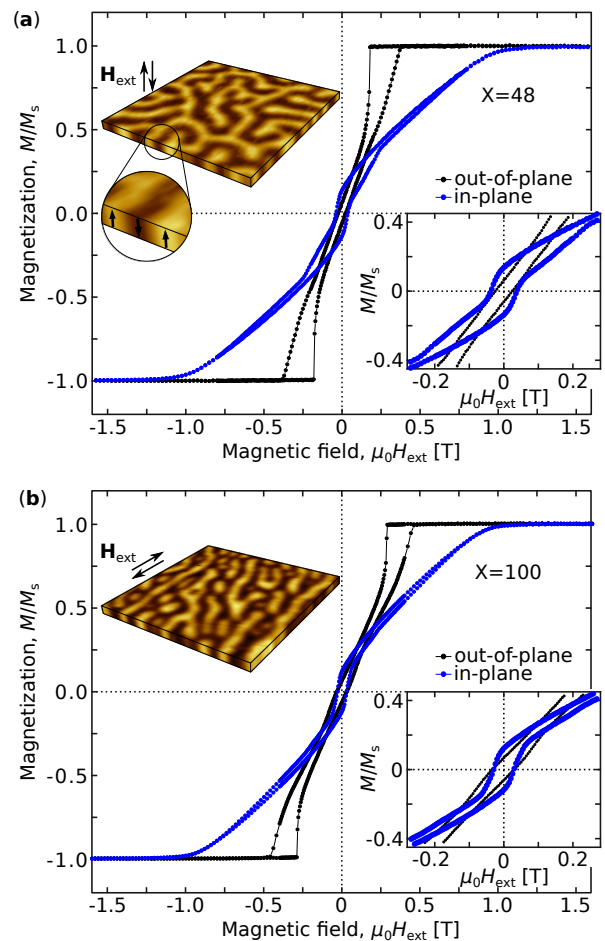 (a)
1.0
0.5
0.0
-0.5
-1.0
Magnetization, M/Ms
Hext
X=48
out-of-plane
in-plane
0.4
0
-0.4
M/Ms
-0.2 0 0.2
μ0Hext [T]
-1.5 -1.0 -0.5 0 0.5 1.0 1.5
Magnetic field, μ0Hext [T]
(b)
1.0
0.5
0.0
-0.5
-1.0
Magnetization, M/Ms
Hext
X=100
out-of-plane
in-plane
0.4
0
-0.4
M/Ms
-0.2 0 0.2
μ0Hext [T]
-1.5 -1.0 -0.5 0 0.5 1.0 1.5
Magnetic field, μ0Hext [T]